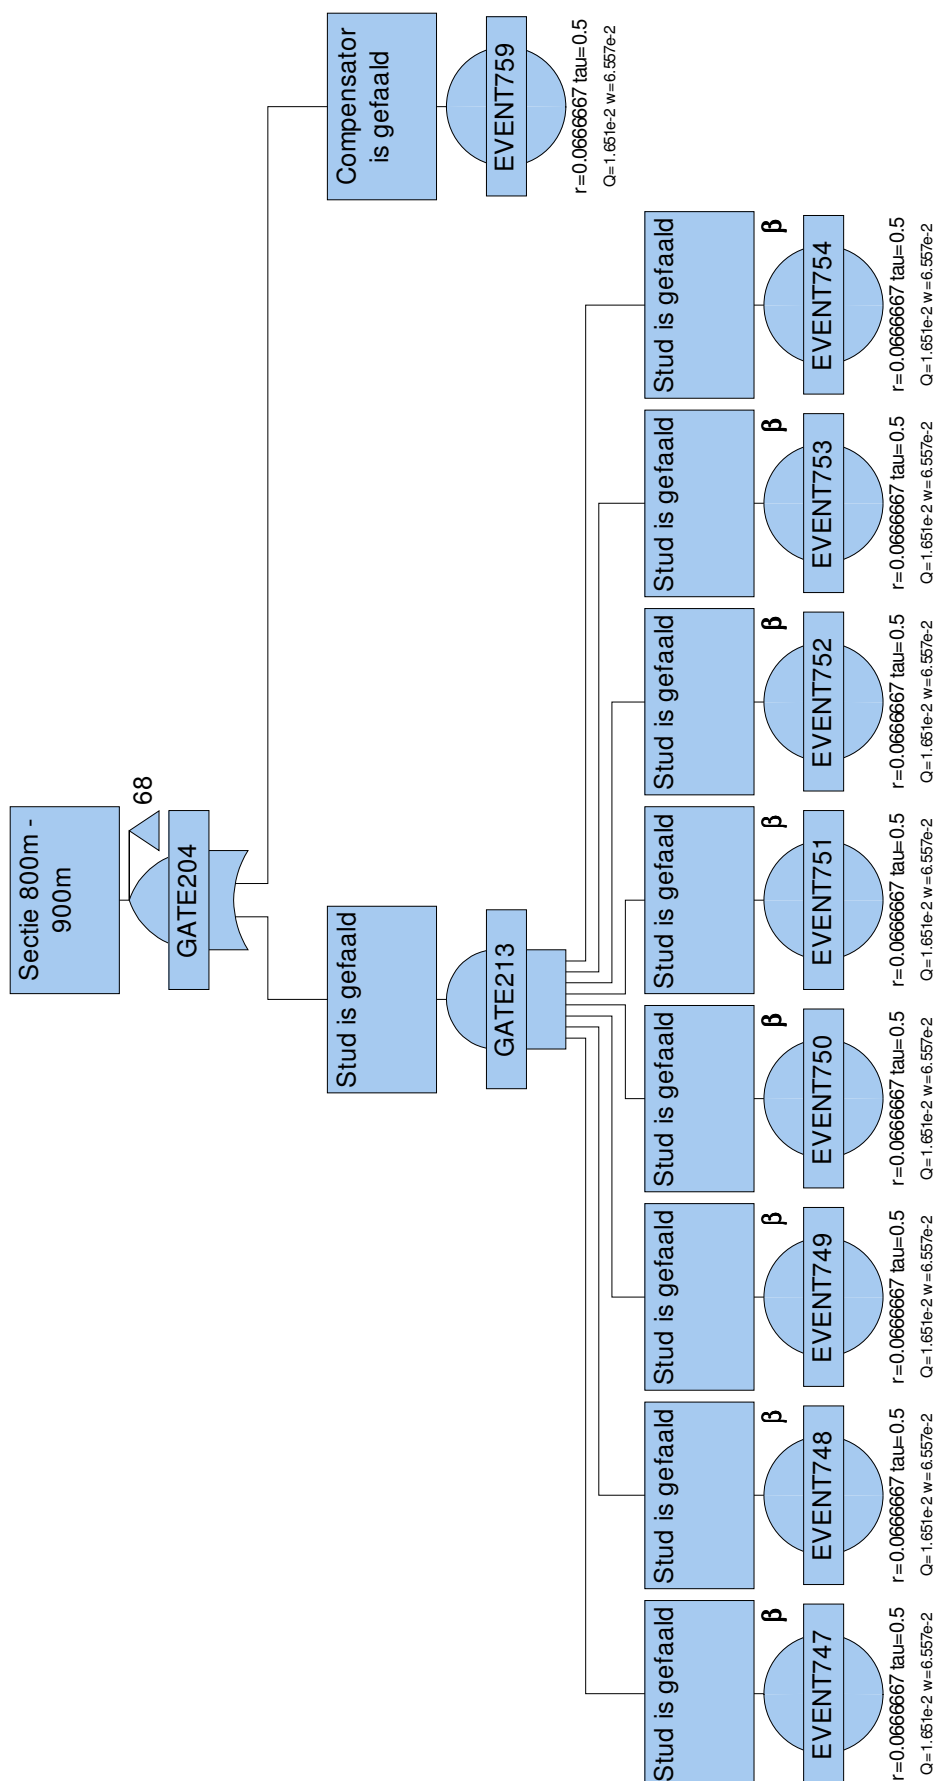 Sectie 800m -
900m
68
GATE204
Stud is gefaald
GATE213
Compensator
is gefaald
EVENT759
r=0.0666667 tau=0.5
Q=1.651e-2 w=6.557e-2
Stud is gefaald
β
EVENT747
r=0.0666667 tau=0.5
Q=1.651e-2 w=6.557e-2
Stud is gefaald
β
EVENT748
r=0.0666667 tau=0.5
Q=1.651e-2 w=6.557e-2
Stud is gefaald
β
EVENT749
r=0.0666667 tau=0.5
Q=1.651e-2 w=6.557e-2
Stud is gefaald
β
EVENT750
r=0.0666667 tau=0.5
Q=1.651e-2 w=6.557e-2
Stud is gefaald
β
EVENT751
r=0.0666667 tau=0.5
Q=1.651e-2 w=6.557e-2
Stud is gefaald
β
EVENT752
r=0.0666667 tau=0.5
Q=1.651e-2 w=6.557e-2
Stud is gefaald
β
EVENT753
r=0.0666667 tau=0.5
Q=1.651e-2 w=6.557e-2
Stud is gefaald
β
EVENT754
r=0.0666667 tau=0.5
Q=1.651e-2 w=6.557e-2